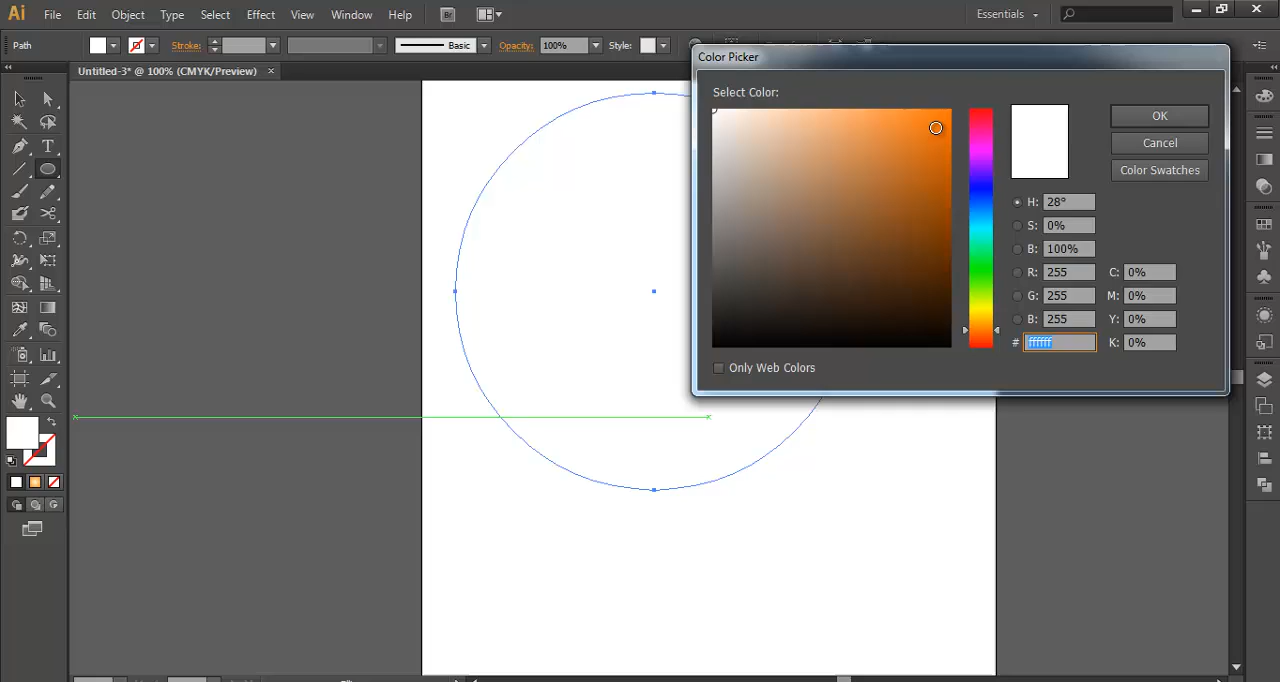 Ai File Edit Object Type Select Effect View Window Help Br Essentials
Path Stroke: Basic Opacity: 100% Style:
Untitled-3* @ 100% (CMYK/Preview) ×
Color Picker
Select Color:
OK
Cancel
Color Swatches
H: 28°
S: 0%
B: 100%
R: 255 C: 0%
G: 255 M: 0%
B: 255 Y: 0%
# ffffff K: 0%
Only Web Colors
T